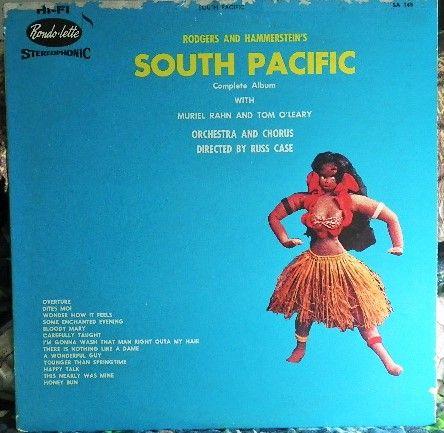 HI-FI
Rondo-lette
STEREOPHONIC
SOUTH PACIFIC
SA 148
RODGERS AND HAMMERSTEIN'S
SOUTH PACIFIC
Complete Album
WITH
MURIEL RAHN AND TOM O'LEARY
ORCHESTRA AND CHORUS
DIRECTED BY RUSS CASE
OVERTURE
DITES MOI
WONDER HOW IT FEELS
SOME ENCHANTED EVENING
BLOODY MARY
CAREFULLY TAUGHT
I'M GONNA WASH THAT MAN RIGHT OUTA MY HAIR
THERE IS NOTHING LIKE A DAME
A WONDERFUL GUY
YOUNGER THAN SPRINGTIME
HAPPY TALK
THIS NEARLY WAS MINE
HONEY BUN